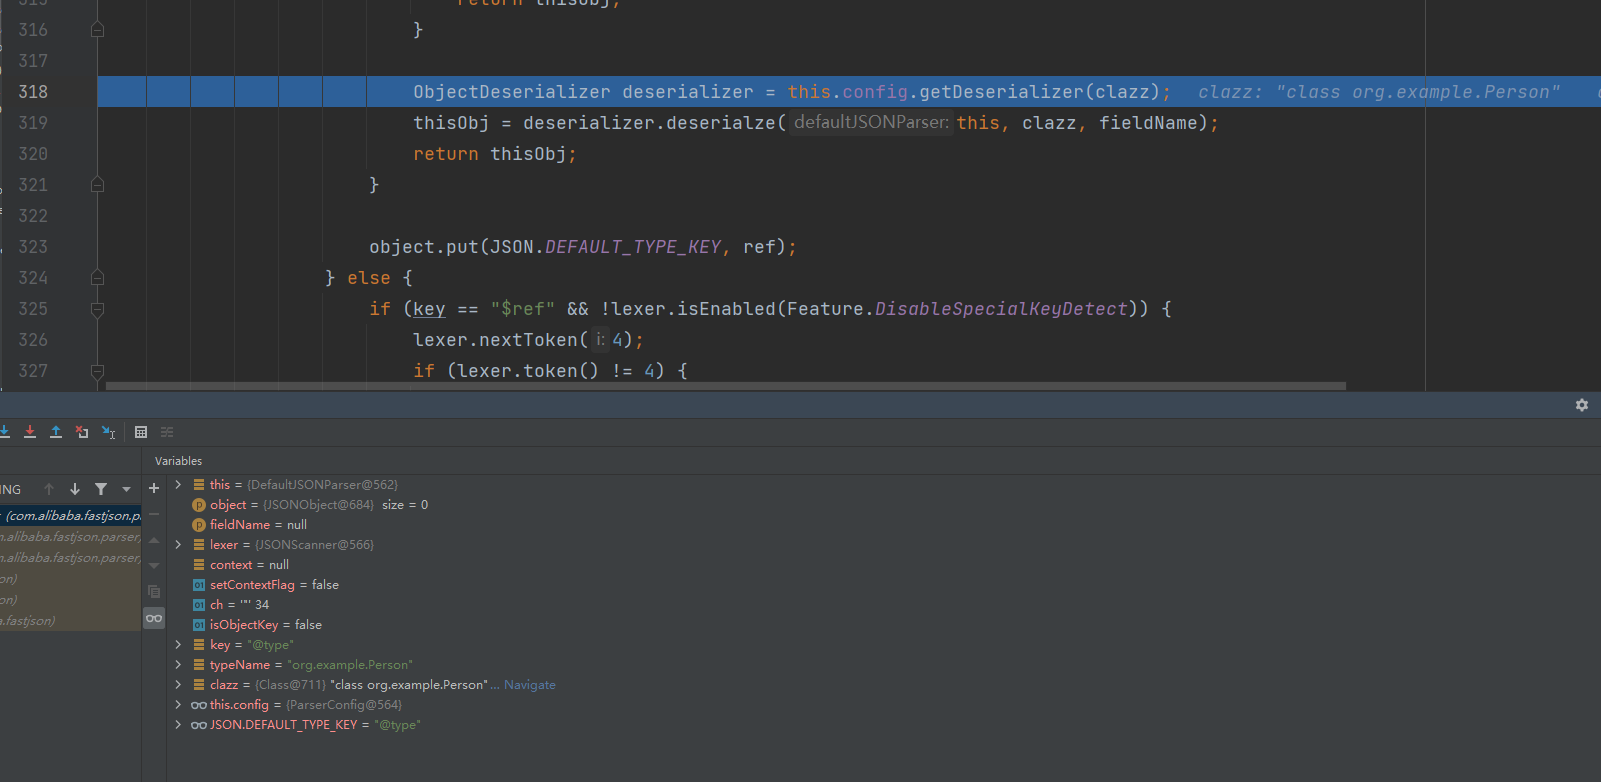 315 return thisObj;
316 }
317
318 ObjectDeserializer deserializer = this.config.getDeserializer(clazz); clazz: "class org.example.Person"
319 thisObj = deserializer.deserialze( defaultJSONParser: this, clazz, fieldName);
320 return thisObj;
321 }
322
323 object.put(JSON.DEFAULT_TYPE_KEY, ref);
324 } else {
325 if (key == "$ref" && !lexer.isEnabled(Feature.DisableSpecialKeyDetect)) {
326 lexer.nextToken( i: 4);
327 if (lexer.token() != 4) {
Variables
ING
(com.alibaba.fastjson.p
.alibaba.fastjson.parser
.alibaba.fastjson.parser
on)
on)
.fastjson)
this = {DefaultJSONParser@562}
object = {JSONObject@684} size = 0
fieldName = null
lexer = {JSONScanner@566}
context = null
setContextFlag = false
ch = '"' 34
isObjectKey = false
key = "@type"
typeName = "org.example.Person"
clazz = {Class@711} "class org.example.Person" ... Navigate
this.config = {ParserConfig@564}
JSON.DEFAULT_TYPE_KEY = "@type"